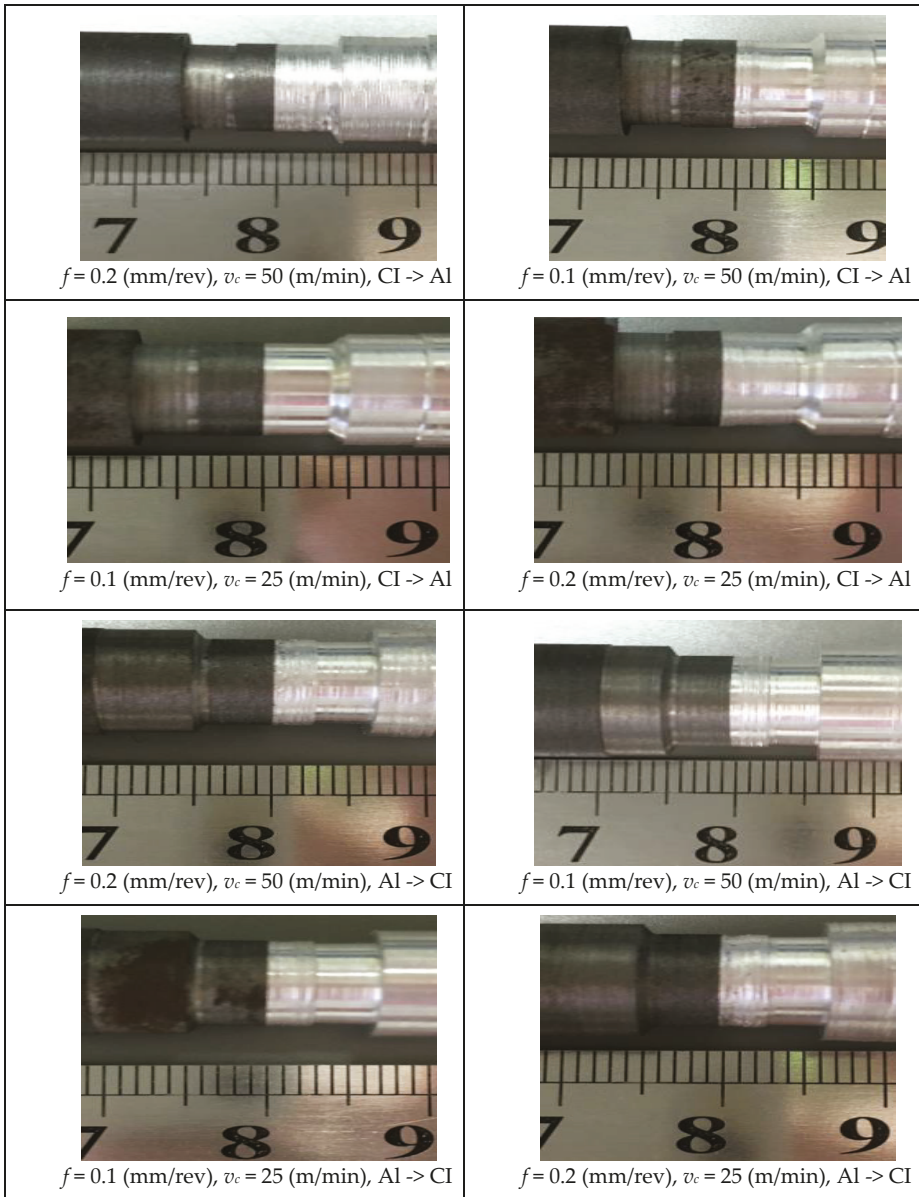 7 8 9
7 8 9
f = 0.2 (mm/rev), vc = 50 (m/min), CI -> Al
f = 0.1 (mm/rev), vc = 50 (m/min), CI -> Al
7 8 9
7 8 9
f = 0.1 (mm/rev), vc = 25 (m/min), CI -> Al
f = 0.2 (mm/rev), vc = 25 (m/min), CI -> Al
7 8 9
7 8 9
f = 0.2 (mm/rev), vc = 50 (m/min), Al -> CI
f = 0.1 (mm/rev), vc = 50 (m/min), Al -> CI
7 8 9
7 8 9
f = 0.1 (mm/rev), vc = 25 (m/min), Al -> CI
f = 0.2 (mm/rev), vc = 25 (m/min), Al -> CI